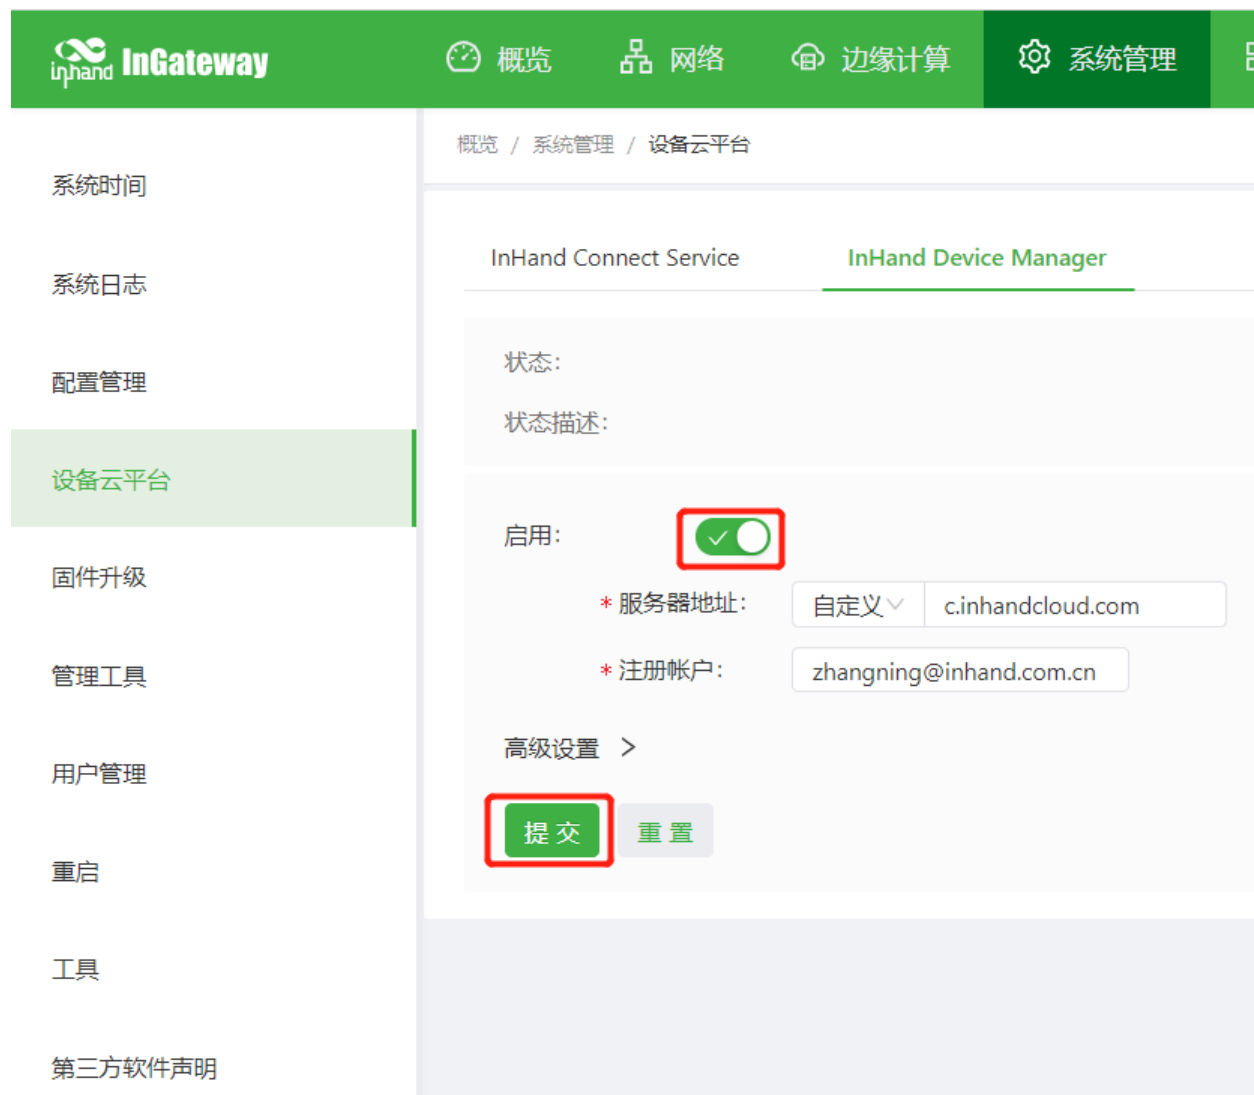 inhand InGateway 概览 网络 边缘计算 系统管理
概览 / 系统管理 / 设备云平台
系统时间
系统日志
配置管理
设备云平台
固件升级
管理工具
用户管理
重启
工具
第三方软件声明
InHand Connect Service InHand Device Manager
状态:
状态描述:
启用:
* 服务器地址: 自定义 c.inhandcloud.com
* 注册帐户: zhangning@inhand.com.cn
高级设置 >
提 交 重 置